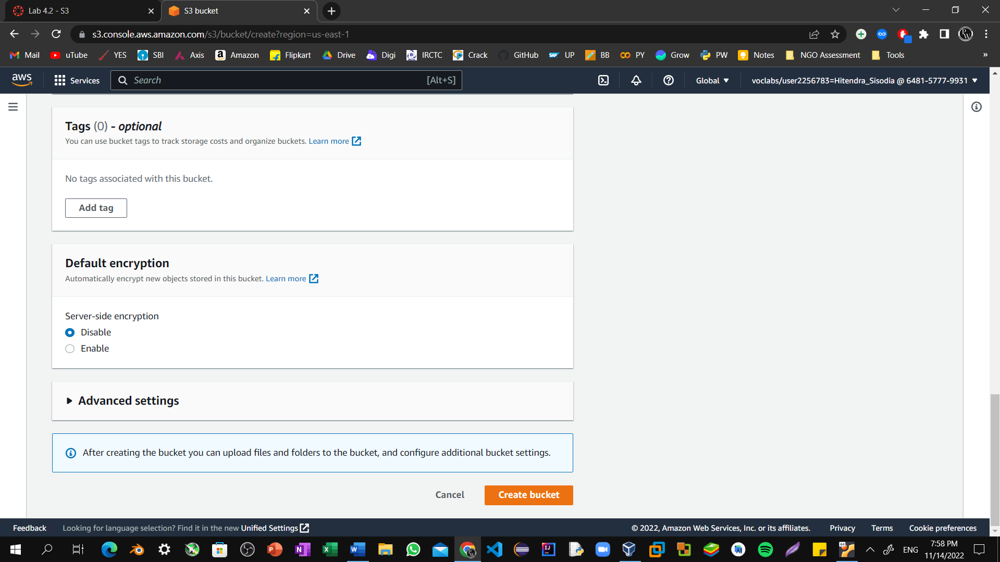 Lab 4.2 - S3
S3 bucket
s3.console.aws.amazon.com/s3/bucket/create?region=us-east-1
Mail uTube YES SBI Axis Amazon Flipkart Drive Digi IRCTC Crack GitHub UP BB PY Grow PW Notes NGO Assessment Tools »
aws Services Search [Alt+S] Global voclabs/user2256783=Hitendra_Sisodia @ 6481-5777-9931
Tags (0) - optional
You can use bucket tags to track storage costs and organize buckets. Learn more
No tags associated with this bucket.
Add tag
Default encryption
Automatically encrypt new objects stored in this bucket. Learn more
Server-side encryption
Disable
Enable
Advanced settings
After creating the bucket you can upload files and folders to the bucket, and configure additional bucket settings.
Cancel Create bucket
Feedback Looking for language selection? Find it in the new Unified Settings © 2022, Amazon Web Services, Inc. or its affiliates. Privacy Terms Cookie preferences
ENG 7:58 PM
11/14/2022